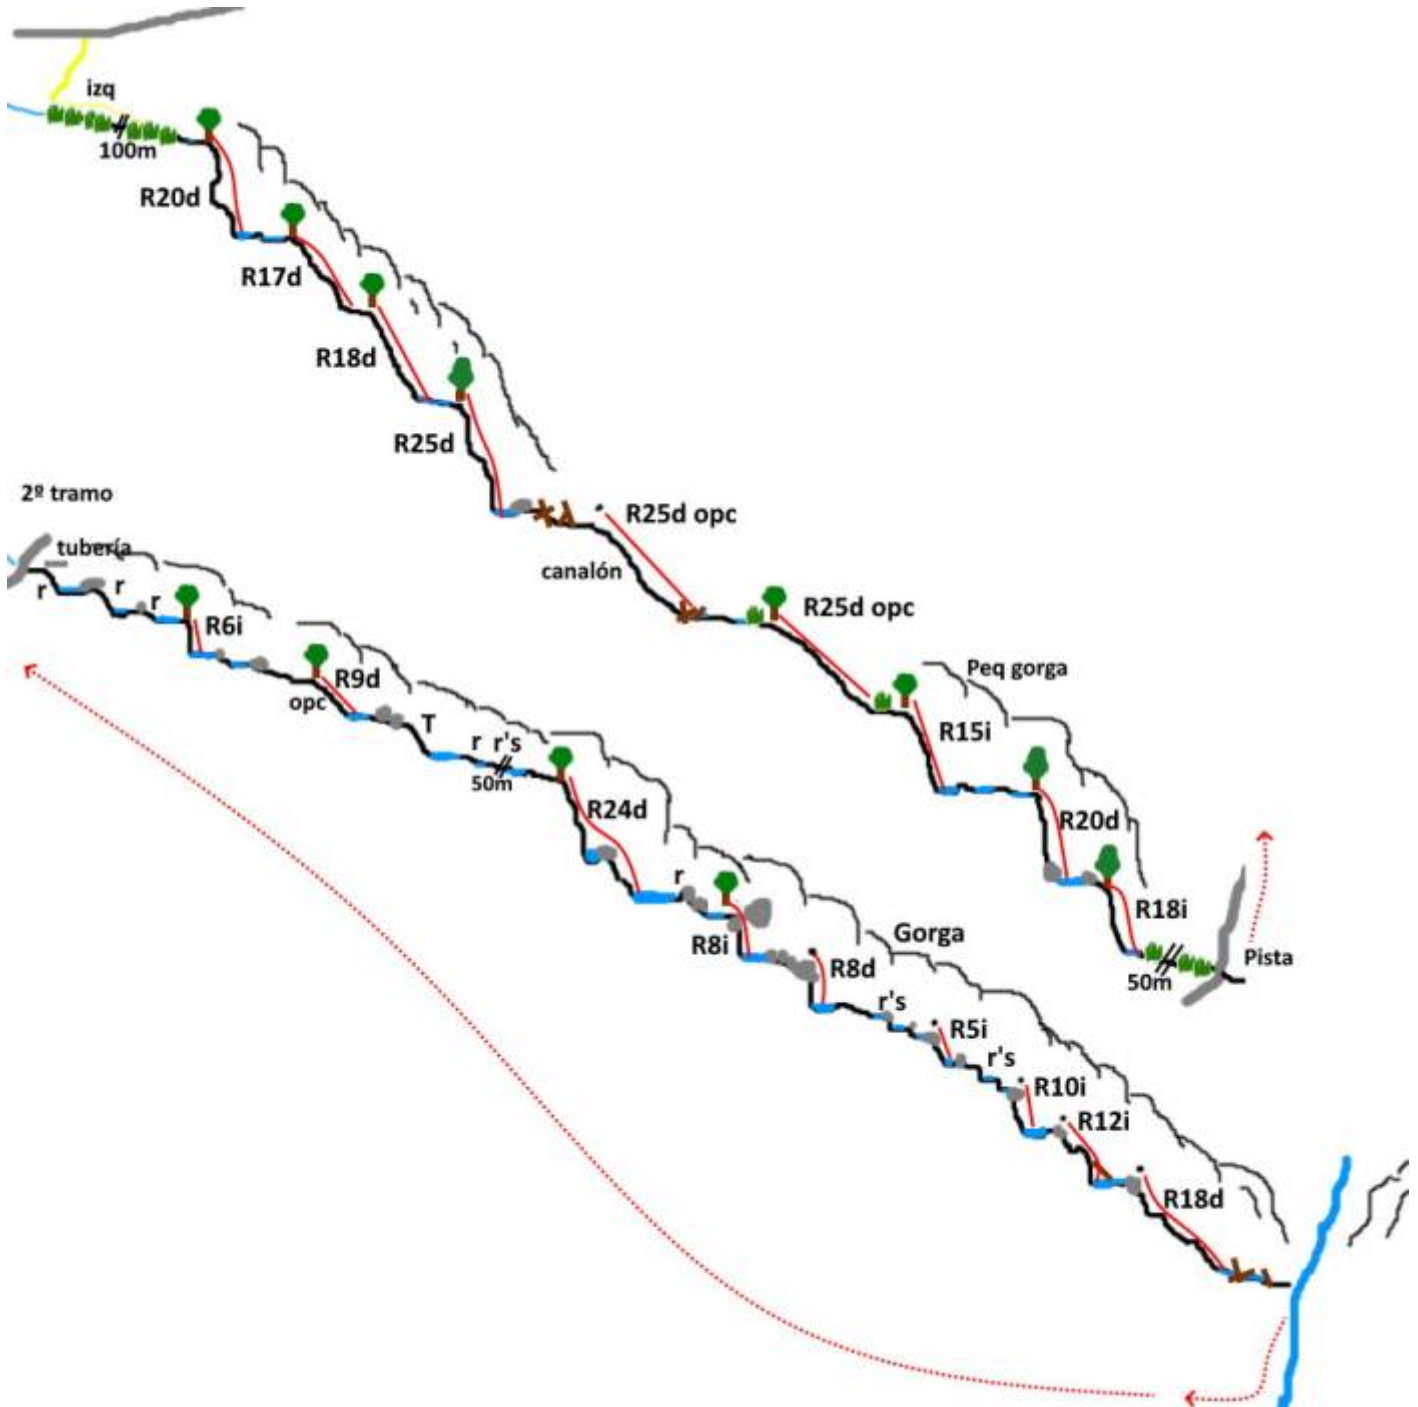 izq
100m
R20d
R17d
R18d
R25d
R25d opc
canalón
R25d opc
Peq gorga
R15i
R20d
R18i
50m
Pista
2º tramo
tubería
r
r
r
R6i
R9d
opc
T
r r's
50m
R24d
r
R8i
R8d
Gorga
r's
R5i
r's
R10i
R12i
R18d